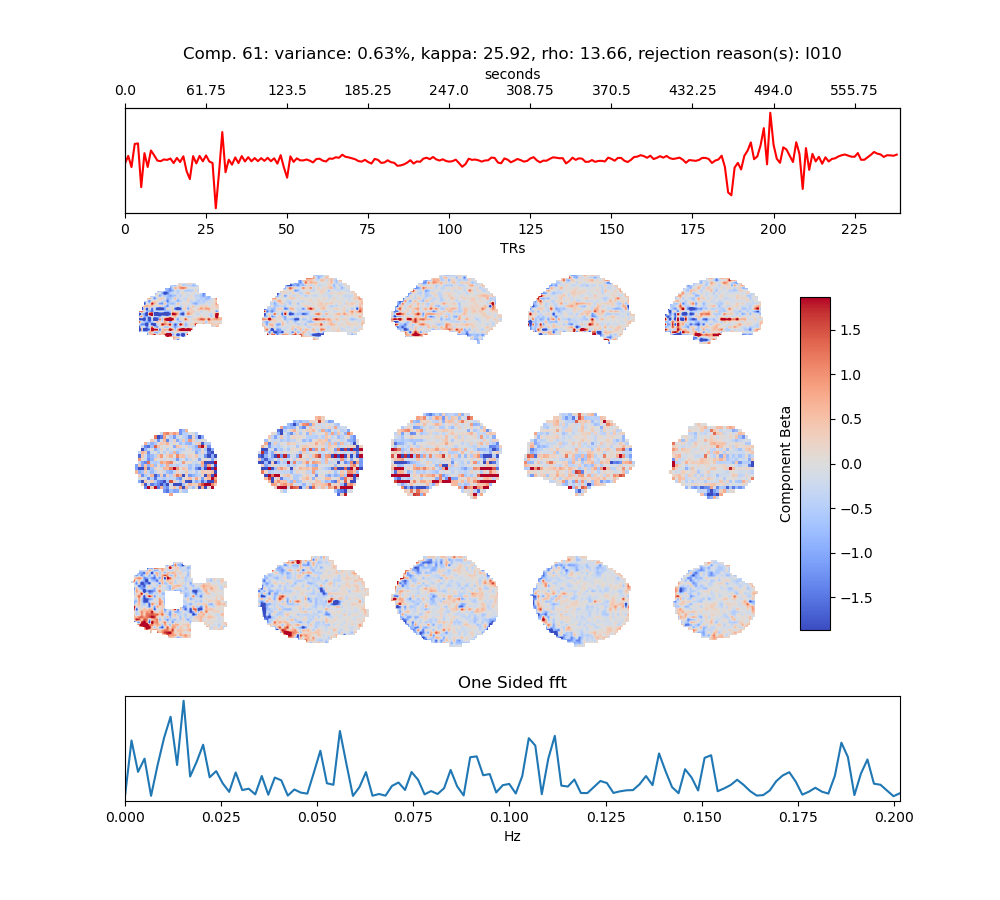 Comp. 61: variance: 0.63%, kappa: 25.92, rho: 13.66, rejection reason(s): I010
seconds
0.0 61.75 123.5 185.25 247.0 308.75 370.5 432.25 494.0 555.75
0 25 50 75 100 125 150 175 200 225
TRs
1.5
1.0
0.5
0.0
−0.5
−1.0
−1.5
Component Beta
One Sided fft
0.000 0.025 0.050 0.075 0.100 0.125 0.150 0.175 0.200
Hz